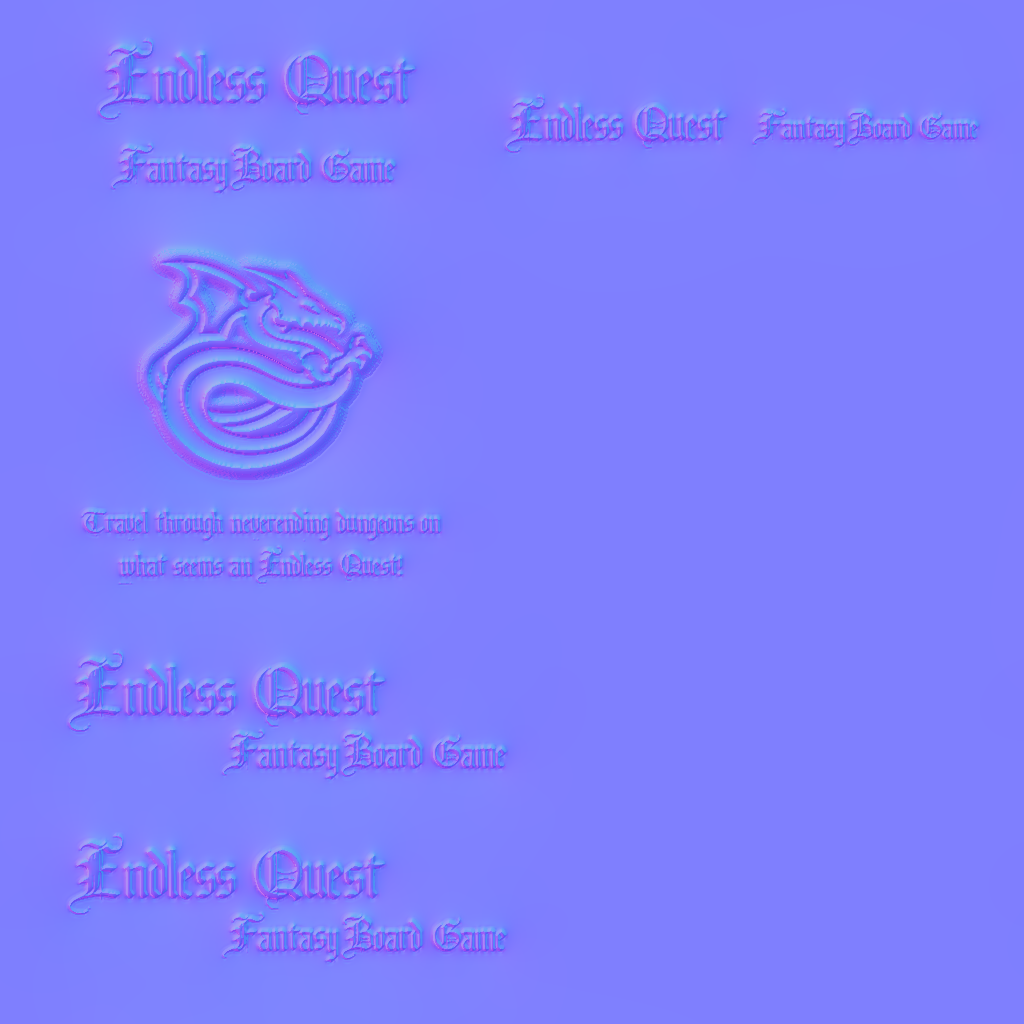 Endless Quest
Fantasy Board Game
Endless Quest Fantasy Board Game
Travel through neverending dungeons on
what seems an Endless Quest!
Endless Quest
Fantasy Board Game
Endless Quest
Fantasy Board Game